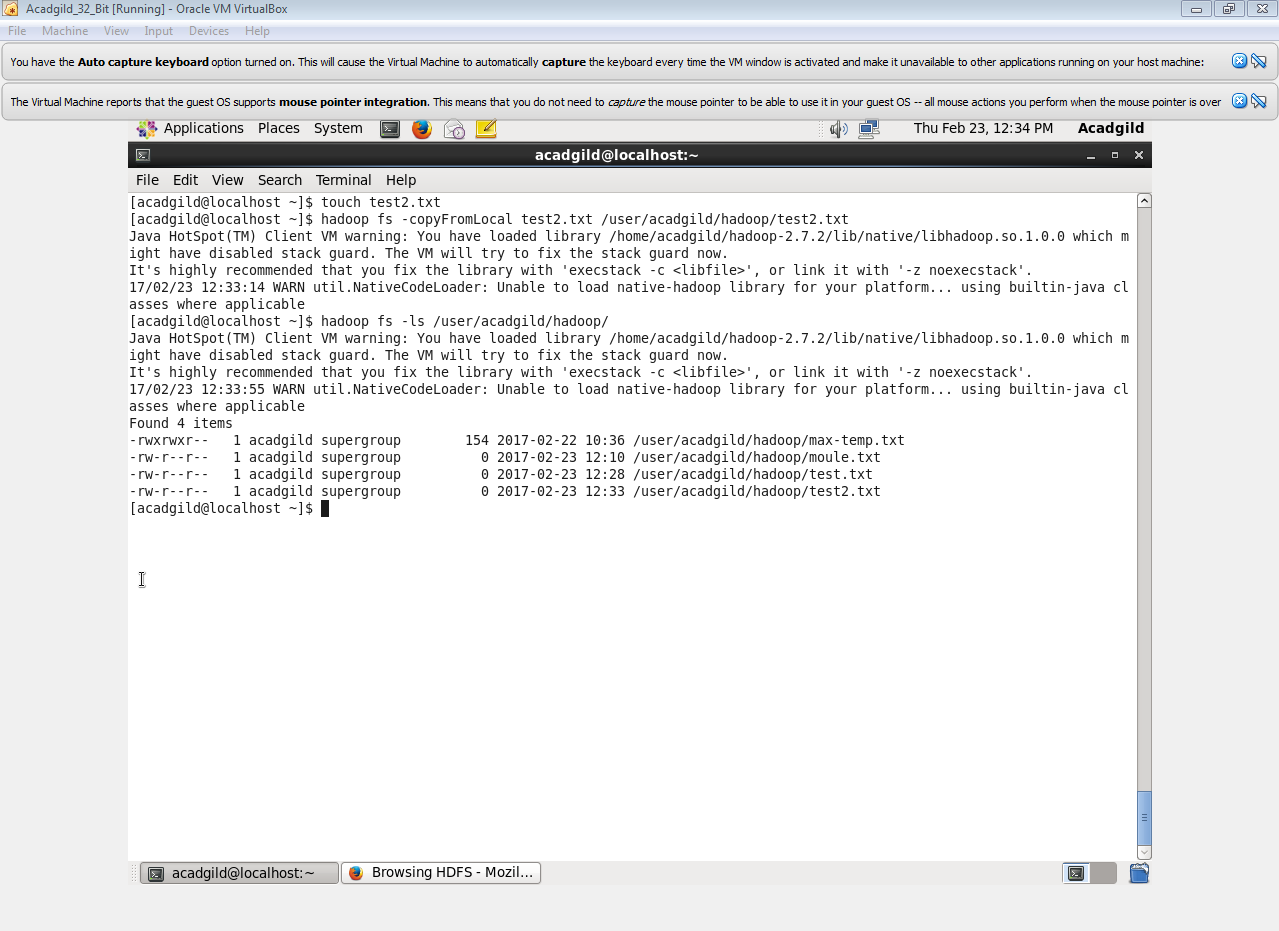 Acadgild_32_Bit [Running] - Oracle VM VirtualBox
File Machine View Input Devices Help
You have the Auto capture keyboard option turned on. This will cause the Virtual Machine to automatically capture the keyboard every time the VM window is activated and make it unavailable to other applications running on your host machine:
The Virtual Machine reports that the guest OS supports mouse pointer integration. This means that you do not need to capture the mouse pointer to be able to use it in your guest OS -- all mouse actions you perform when the mouse pointer is over
Applications Places System Thu Feb 23, 12:34 PM Acadgild
acadgild@localhost:~
File Edit View Search Terminal Help
[acadgild@localhost ~]$ touch test2.txt
[acadgild@localhost ~]$ hadoop fs -copyFromLocal test2.txt /user/acadgild/hadoop/test2.txt
Java HotSpot(TM) Client VM warning: You have loaded library /home/acadgild/hadoop-2.7.2/lib/native/libhadoop.so.1.0.0 which m
ight have disabled stack guard. The VM will try to fix the stack guard now.
It's highly recommended that you fix the library with 'execstack -c <libfile>', or link it with '-z noexecstack'.
17/02/23 12:33:14 WARN util.NativeCodeLoader: Unable to load native-hadoop library for your platform... using builtin-java cl
asses where applicable
[acadgild@localhost ~]$ hadoop fs -ls /user/acadgild/hadoop/
Java HotSpot(TM) Client VM warning: You have loaded library /home/acadgild/hadoop-2.7.2/lib/native/libhadoop.so.1.0.0 which m
ight have disabled stack guard. The VM will try to fix the stack guard now.
It's highly recommended that you fix the library with 'execstack -c <libfile>', or link it with '-z noexecstack'.
17/02/23 12:33:55 WARN util.NativeCodeLoader: Unable to load native-hadoop library for your platform... using builtin-java cl
asses where applicable
Found 4 items
-rwxrwxr--   1 acadgild supergroup        154 2017-02-22 10:36 /user/acadgild/hadoop/max-temp.txt
-rw-r--r--   1 acadgild supergroup          0 2017-02-23 12:10 /user/acadgild/hadoop/moule.txt
-rw-r--r--   1 acadgild supergroup          0 2017-02-23 12:28 /user/acadgild/hadoop/test.txt
-rw-r--r--   1 acadgild supergroup          0 2017-02-23 12:33 /user/acadgild/hadoop/test2.txt
[acadgild@localhost ~]$
acadgild@localhost:~ Browsing HDFS - Mozil...